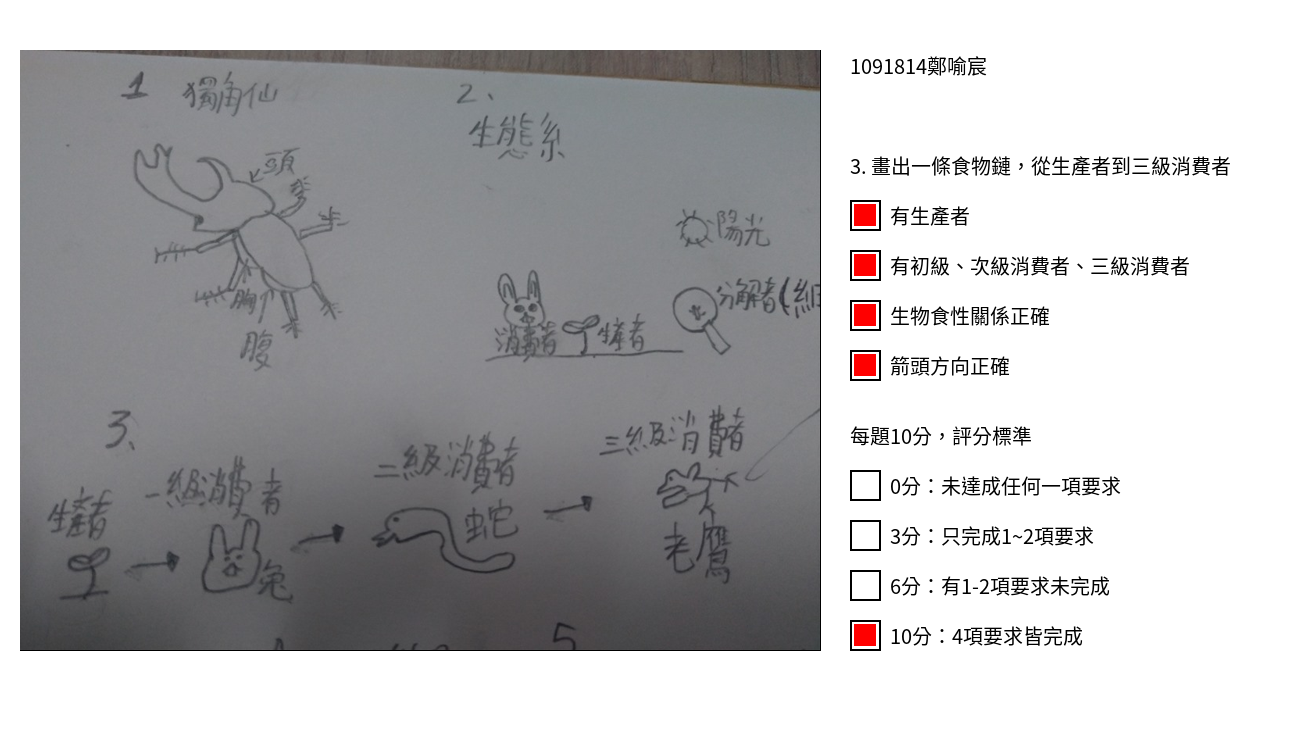 1 獨角仙
頭
胸
腹
2、
生態系
陽光
消費者
生產者
分解者(細
3、
生產者
一級消費者
兔
二級消費者
蛇
三級消費者
老鷹
5
1091814鄭喻宸
3. 畫出一條食物鏈，從生產者到三級消費者
有生產者
有初級、次級消費者、三級消費者
生物食性關係正確
箭頭方向正確
每題10分，評分標準
0分：未達成任何一項要求
3分：只完成1~2項要求
6分：有1-2項要求未完成
10分：4項要求皆完成